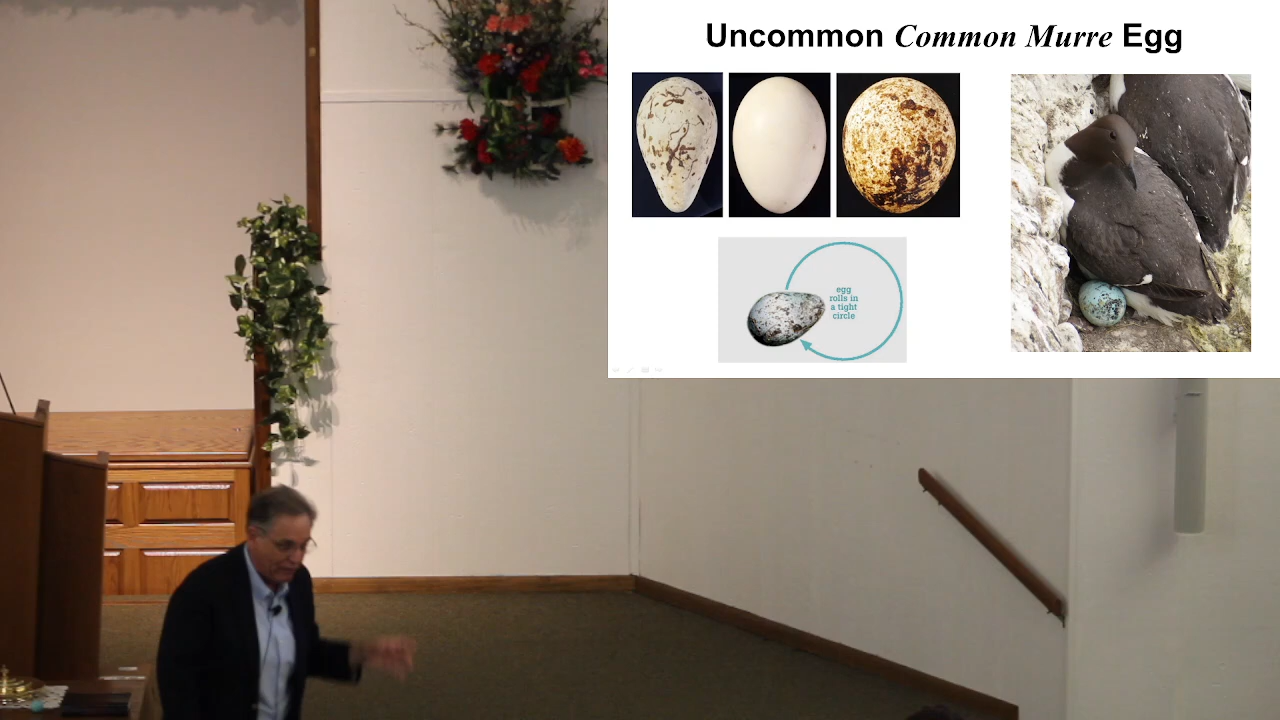 Uncommon Common Murre Egg
egg
rolls in
a tight
circle